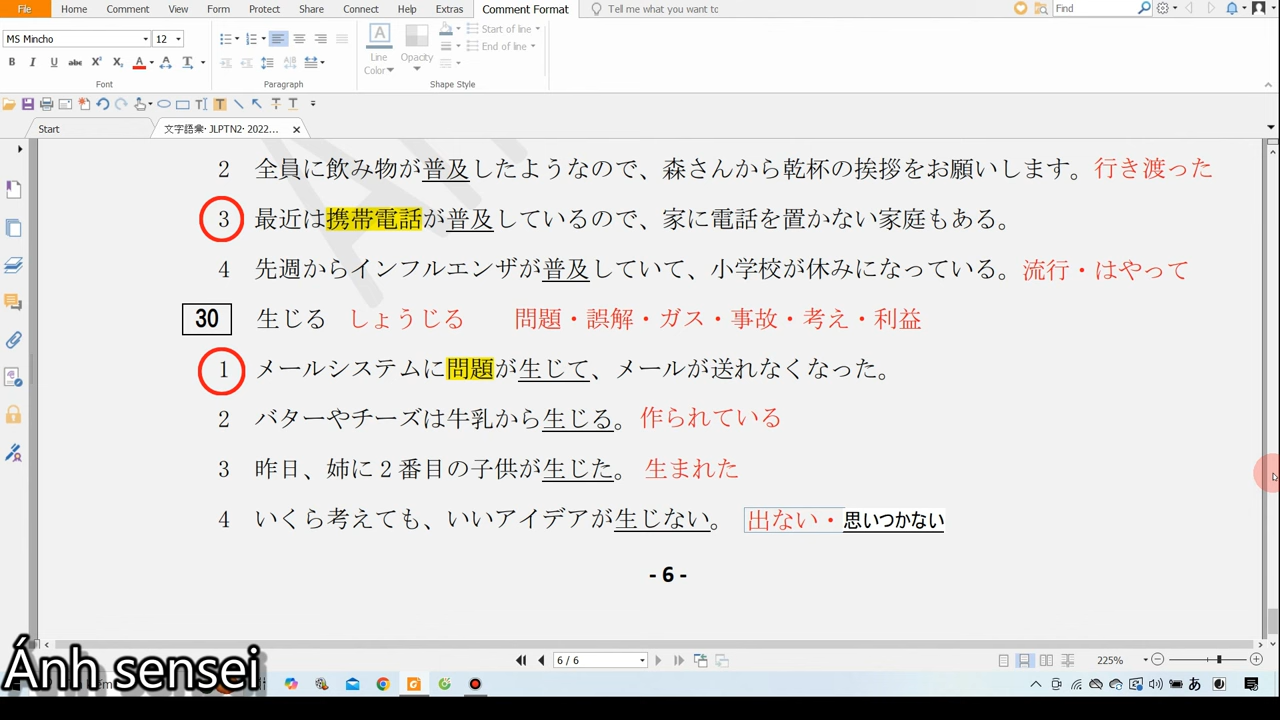 File Home Comment View Form Protect Share Connect Help Extras Comment Format Tell me what you want to Find
MS Mincho 12 Start of line
End of line
Line Color Opacity
Font Paragraph Shape Style
Start 文字語彙· JLPTN2· 2022...
2 全員に飲み物が普及したようなので、森さんから乾杯の挨拶をお願いします。行き渡った
3 最近は携帯電話が普及しているので、家に電話を置かない家庭もある。
4 先週からインフルエンザが普及していて、小学校が休みになっている。流行・はやって
30 生じる しょうじる 問題・誤解・ガス・事故・考え・利益
1 メールシステムに問題が生じて、メールが送れなくなった。
2 バターやチーズは牛乳から生じる。作られている
3 昨日、姉に2番目の子供が生じた。生まれた
4 いくら考えても、いいアイデアが生じない。 出ない・思いつかない
- 6 -
6 / 6 225%
Ánh sensei